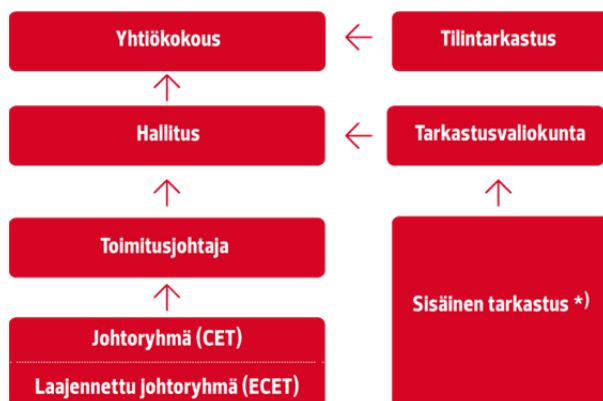 Yhtiökokous
Tilintarkastus
Hallitus
Tarkastusvaliokunta
Toimitusjohtaja
Sisäinen tarkastus *)
Johtoryhmä (CET)
Laajennettu johtoryhmä (ECET)